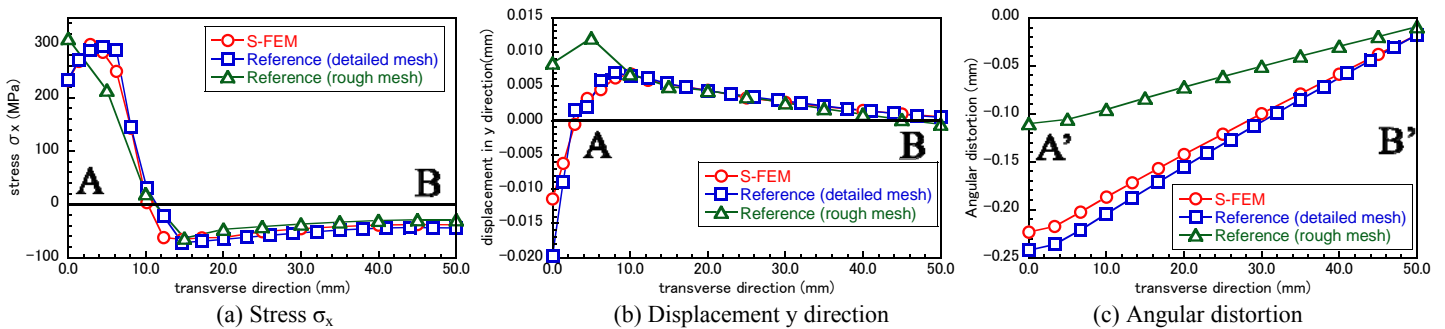 300
200
100
0
−100
stress σx (MPa)
S-FEM
Reference (detailed mesh)
Reference (rough mesh)
A
B
0.0 10.0 20.0 30.0 40.0 50.0
transverse direction (mm)
(a) Stress σx
0.015
0.010
0.005
0.000
−0.005
−0.010
−0.015
−0.020
displacement in y direction(mm)
A
B
S-FEM
Reference (detailed mesh)
Reference (rough mesh)
0.0 10.0 20.0 30.0 40.0 50.0
transverse direction (mm)
(b) Displacement y direction
0.00
−0.05
−0.10
−0.15
−0.20
−0.25
Angular distortion (mm)
A’
B’
S-FEM
Reference (detailed mesh)
Reference (rough mesh)
0.0 10.0 20.0 30.0 40.0 50.0
transverse direction (mm)
(c) Angular distortion